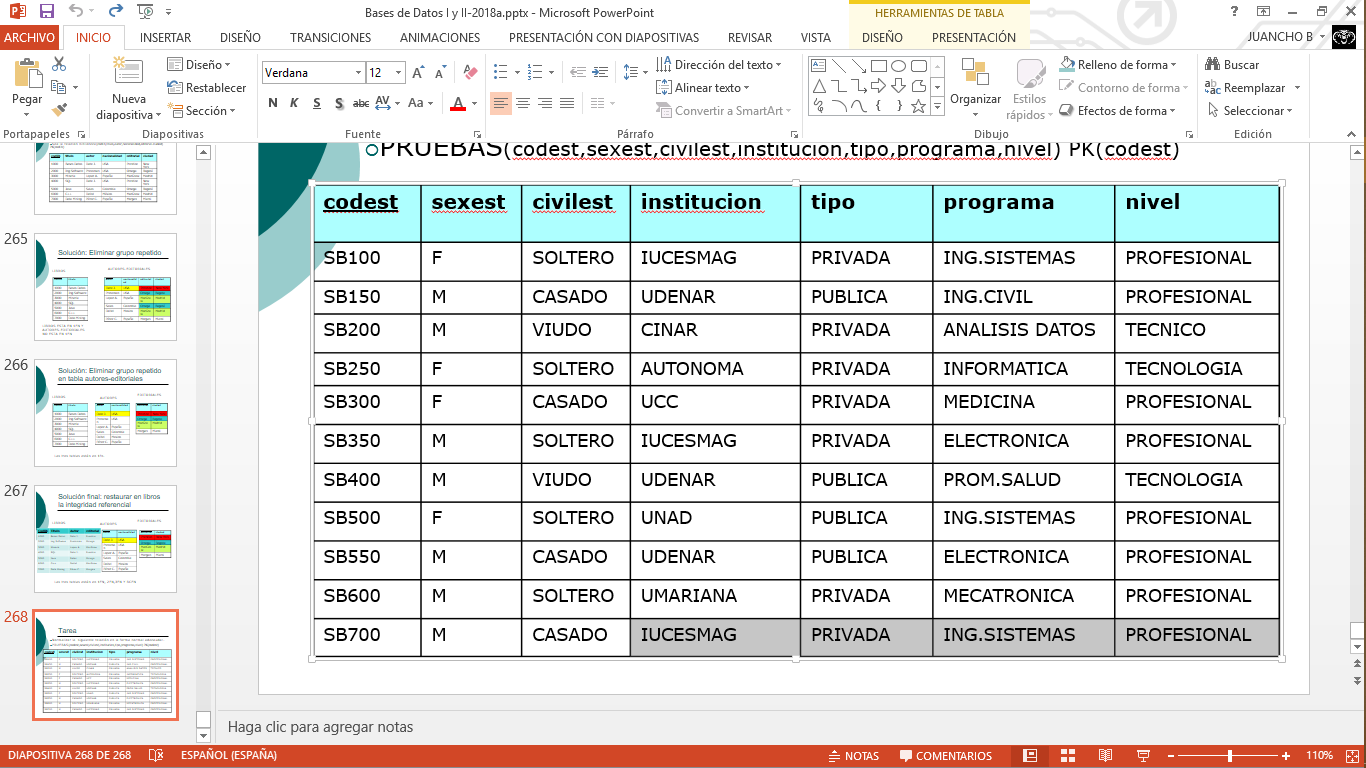 Bases de Datos I y II-2018a.pptx - Microsoft PowerPoint
HERRAMIENTAS DE TABLA
ARCHIVO INICIO INSERTAR DISEÑO TRANSICIONES ANIMACIONES PRESENTACIÓN CON DIAPOSITIVAS REVISAR VISTA DISEÑO PRESENTACIÓN JUANCHO B
Pegar
Nueva diapositiva
Diseño
Restablecer
Sección
Verdana 12
N K S S abc AV Aa A
Dirección del texto
Alinear texto
Convertir a SmartArt
Organizar
Estilos rápidos
Relleno de forma
Contorno de forma
Efectos de forma
Buscar
Reemplazar
Seleccionar
Portapapeles Diapositivas Fuente Párrafo Dibujo Edición
265
Solución: Eliminar grupo repetido
266
Solución: Eliminar grupo repetido
en tabla autores-editoriales
267
Solución final: restaurar en libros
la integridad referencial
268
Tarea
PRUEBAS(codest,sexest,civilest,institucion,tipo,programa,nivel) PK(codest)
codest sexest civilest institucion tipo programa nivel
SB100 F SOLTERO IUCESMAG PRIVADA ING.SISTEMAS PROFESIONAL
SB150 M CASADO UDENAR PUBLICA ING.CIVIL PROFESIONAL
SB200 M VIUDO CINAR PRIVADA ANALISIS DATOS TECNICO
SB250 F SOLTERO AUTONOMA PRIVADA INFORMATICA TECNOLOGIA
SB300 F CASADO UCC PRIVADA MEDICINA PROFESIONAL
SB350 M SOLTERO IUCESMAG PRIVADA ELECTRONICA PROFESIONAL
SB400 M VIUDO UDENAR PUBLICA PROM.SALUD TECNOLOGIA
SB500 F SOLTERO UNAD PUBLICA ING.SISTEMAS PROFESIONAL
SB550 M CASADO UDENAR PUBLICA ELECTRONICA PROFESIONAL
SB600 M SOLTERO UMARIANA PRIVADA MECATRONICA PROFESIONAL
SB700 M CASADO IUCESMAG PRIVADA ING.SISTEMAS PROFESIONAL
Haga clic para agregar notas
DIAPOSITIVA 268 DE 268 ESPAÑOL (ESPAÑA) NOTAS COMENTARIOS 110%